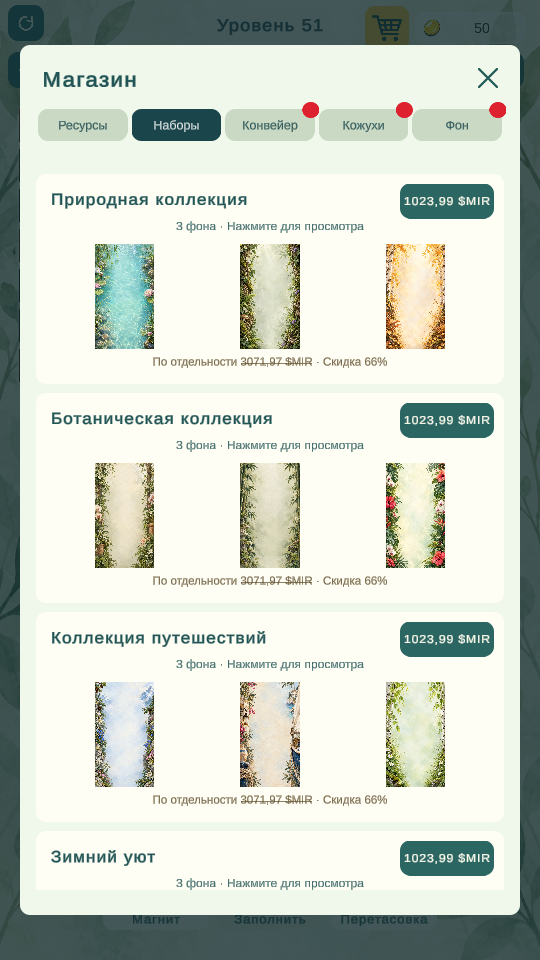 Уровень 51
50
Магазин
Ресурсы
Наборы
Конвейер
Кожухи
Фон
Природная коллекция
1023,99 $MIR
3 фона · Нажмите для просмотра
По отдельности 3071,97 $MIR · Скидка 66%
Ботаническая коллекция
1023,99 $MIR
3 фона · Нажмите для просмотра
По отдельности 3071,97 $MIR · Скидка 66%
Коллекция путешествий
1023,99 $MIR
3 фона · Нажмите для просмотра
По отдельности 3071,97 $MIR · Скидка 66%
Зимний уют
1023,99 $MIR
3 фона · Нажмите для просмотра
Магнит
Заполнить
Перетасовка